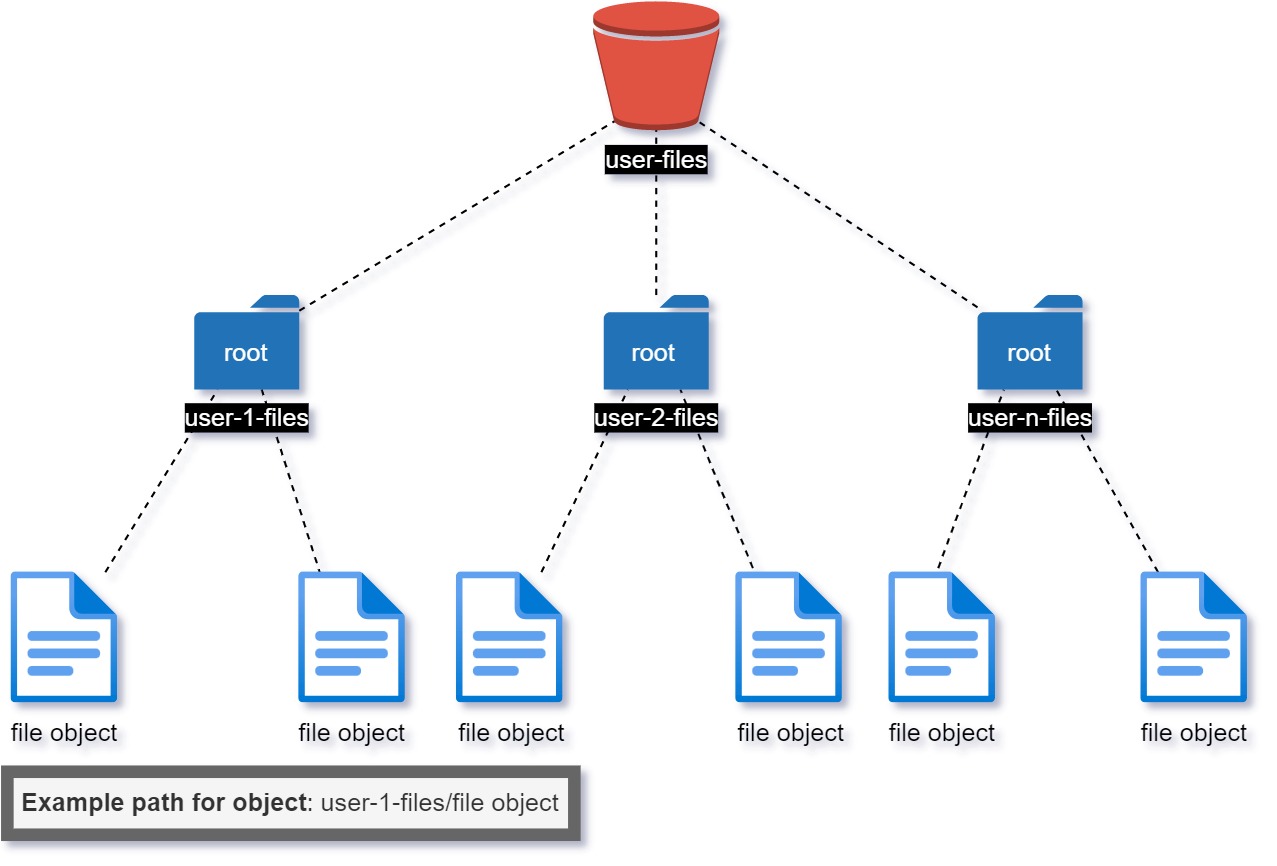 user-files
root
root
root
user-1-files
user-2-files
user-n-files
file object
file object
file object
file object
file object
file object
Example path for object: user-1-files/file object